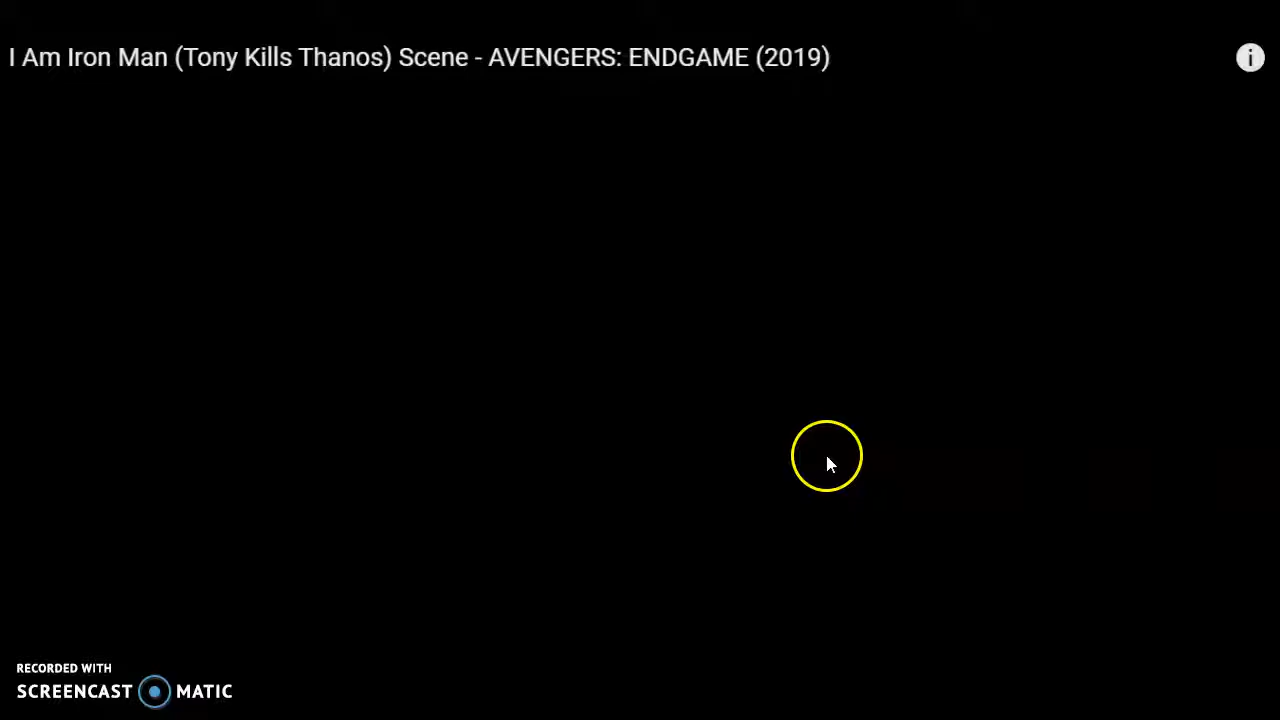 I Am Iron Man (Tony Kills Thanos) Scene - AVENGERS: ENDGAME (2019)
i
RECORDED WITH
SCREENCAST MATIC